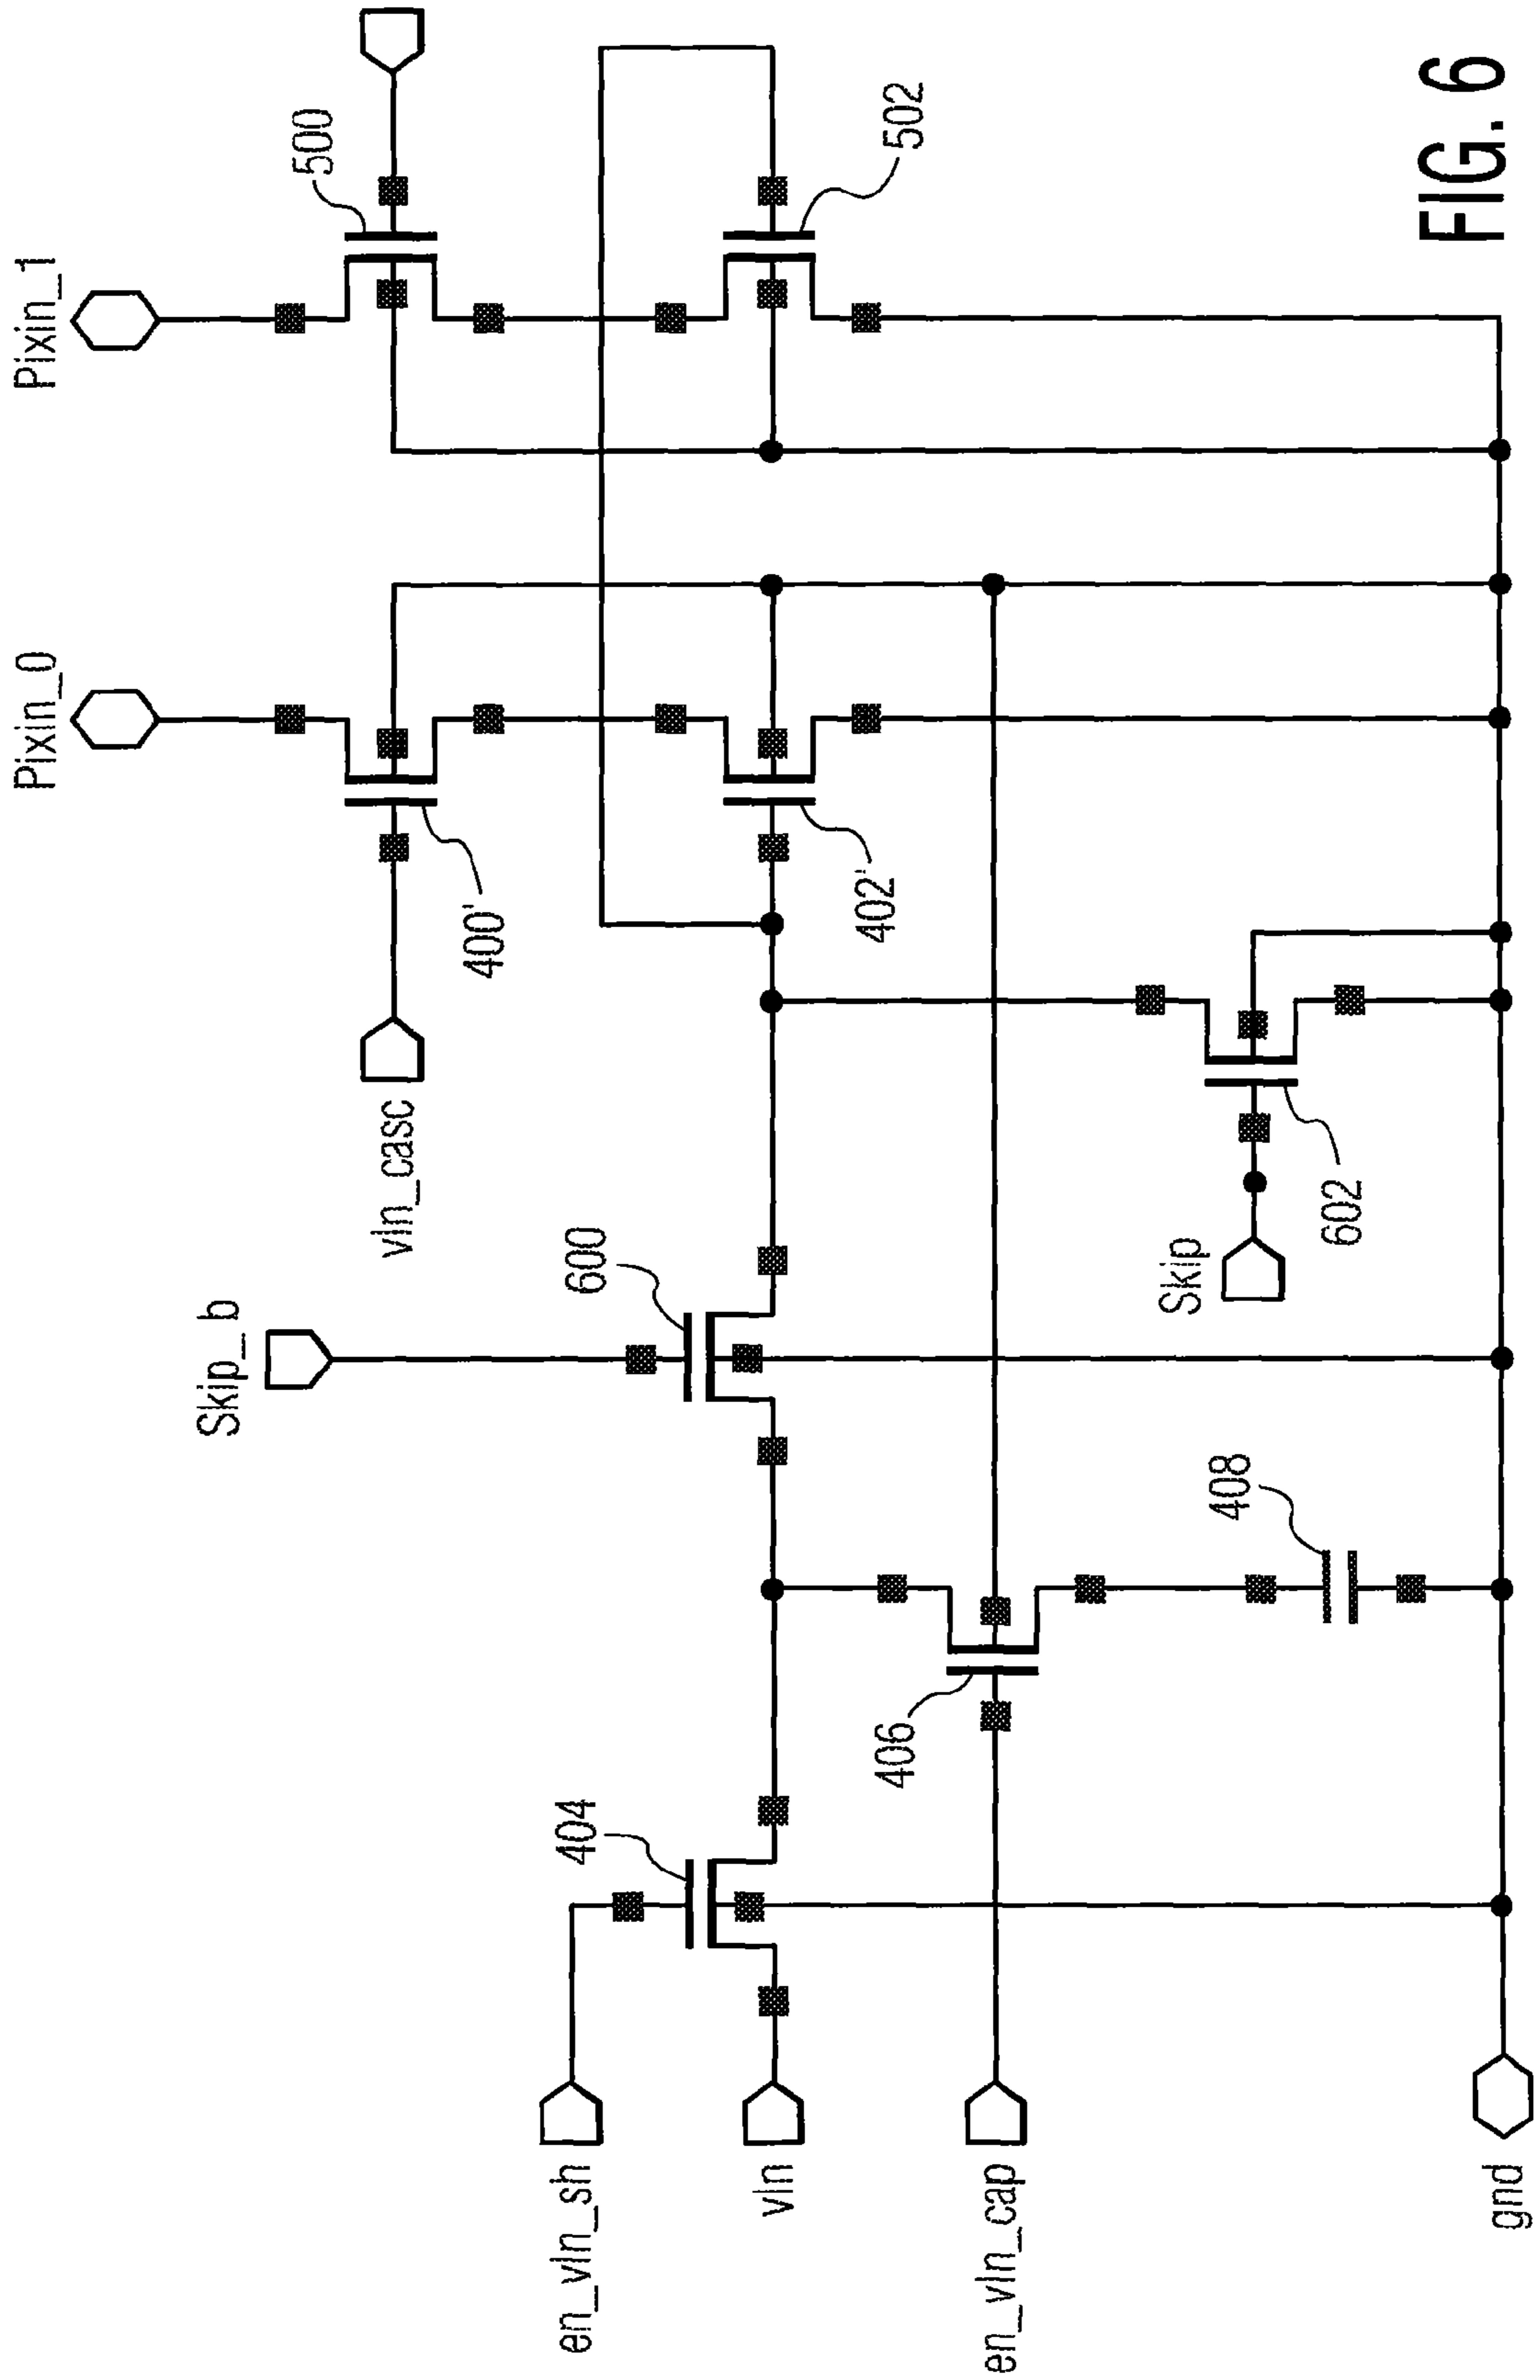 Pixin_1
500
502
Pixin_0
400'
402'
vln_casc
Skip_b
600
Skip
602
408
406
404
en_vln_sh
vln
en_vln_cap
gnd
FIG. 6